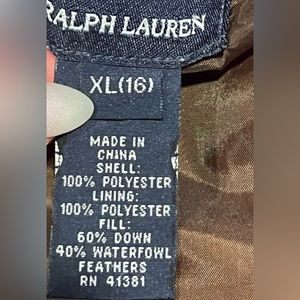 RALPH LAUREN
XL(16)
MADE IN
CHINA
SHELL:
100% POLYESTER
LINING:
100% POLYESTER
FILL:
60% DOWN
40% WATERFOWL
FEATHERS
RN 41381